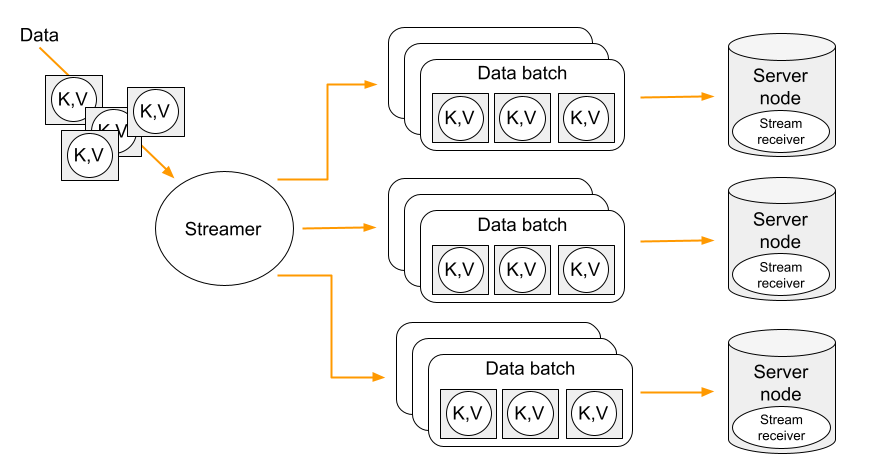 Data
K,V
K,V
K,V
K,V
Streamer
Data batch
K,V K,V K,V
Server
node
Stream
receiver
Data batch
K,V K,V K,V
Server
node
Stream
receiver
Data batch
K,V K,V K,V
Server
node
Stream
receiver